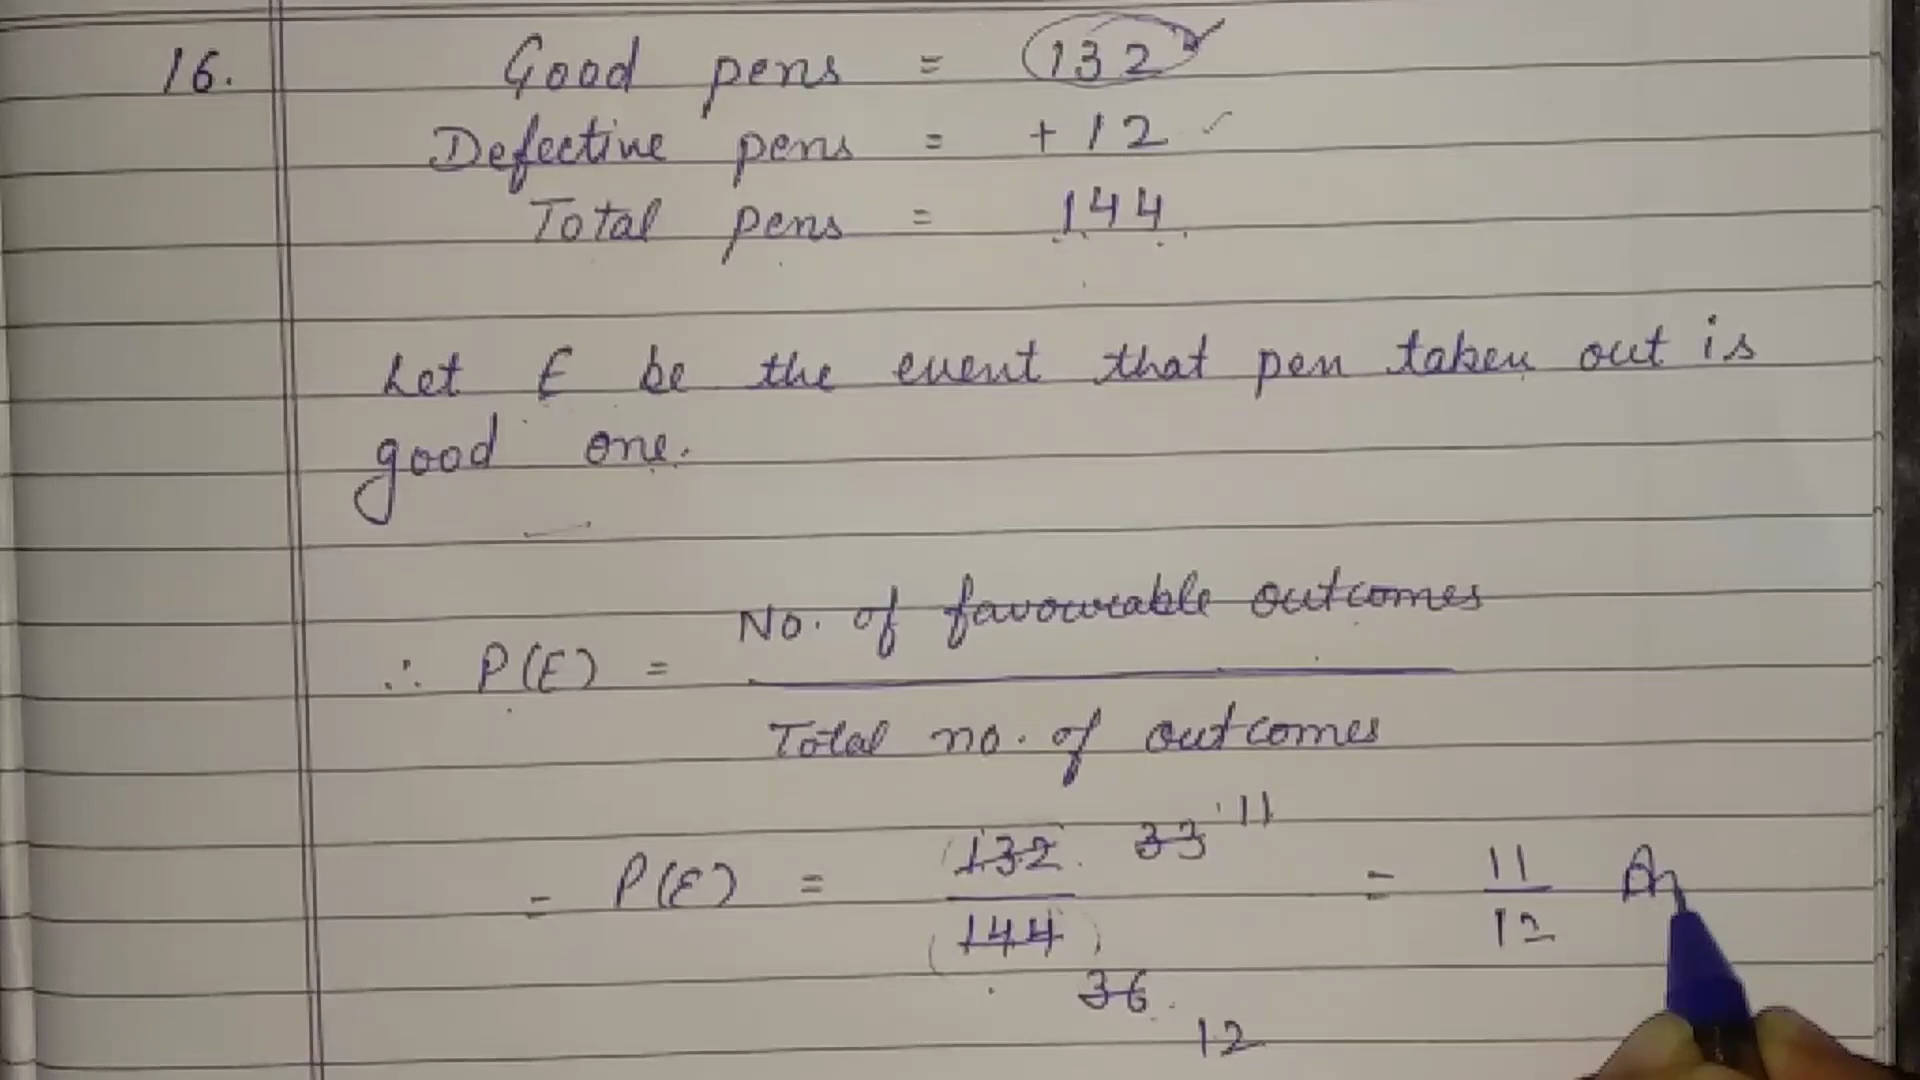 16. Good pens = 132
Defective pens = + 12
Total pens = 144
Let E be the event that pen taken out is
good one.
∴ P(E) = No. of favourable outcomes
Total no. of outcomes
= P(E) = 132 33 11 = 11 An
144 12
36
12